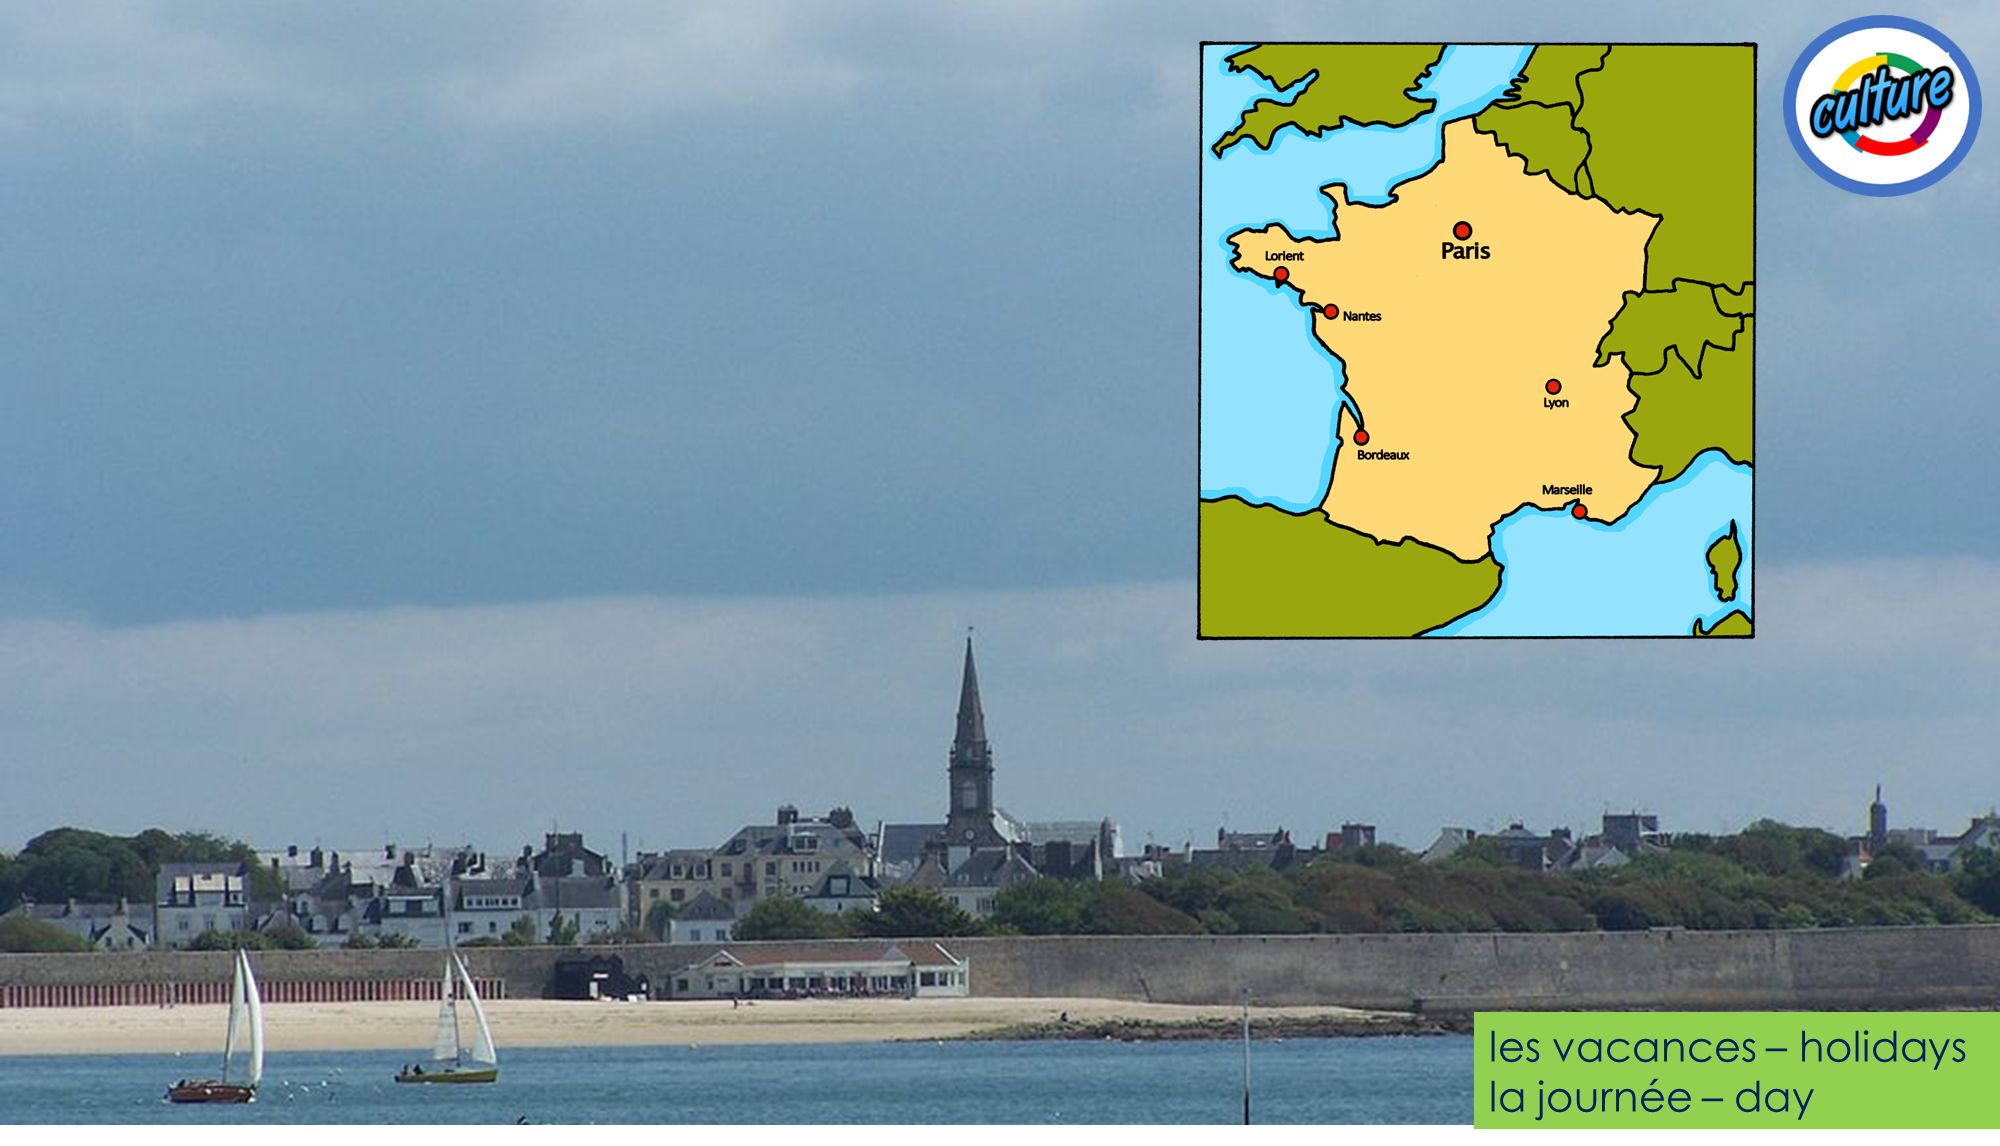 culture
Paris
Lorient
Nantes
Lyon
Bordeaux
Marseille
les vacances – holidays
la journée – day